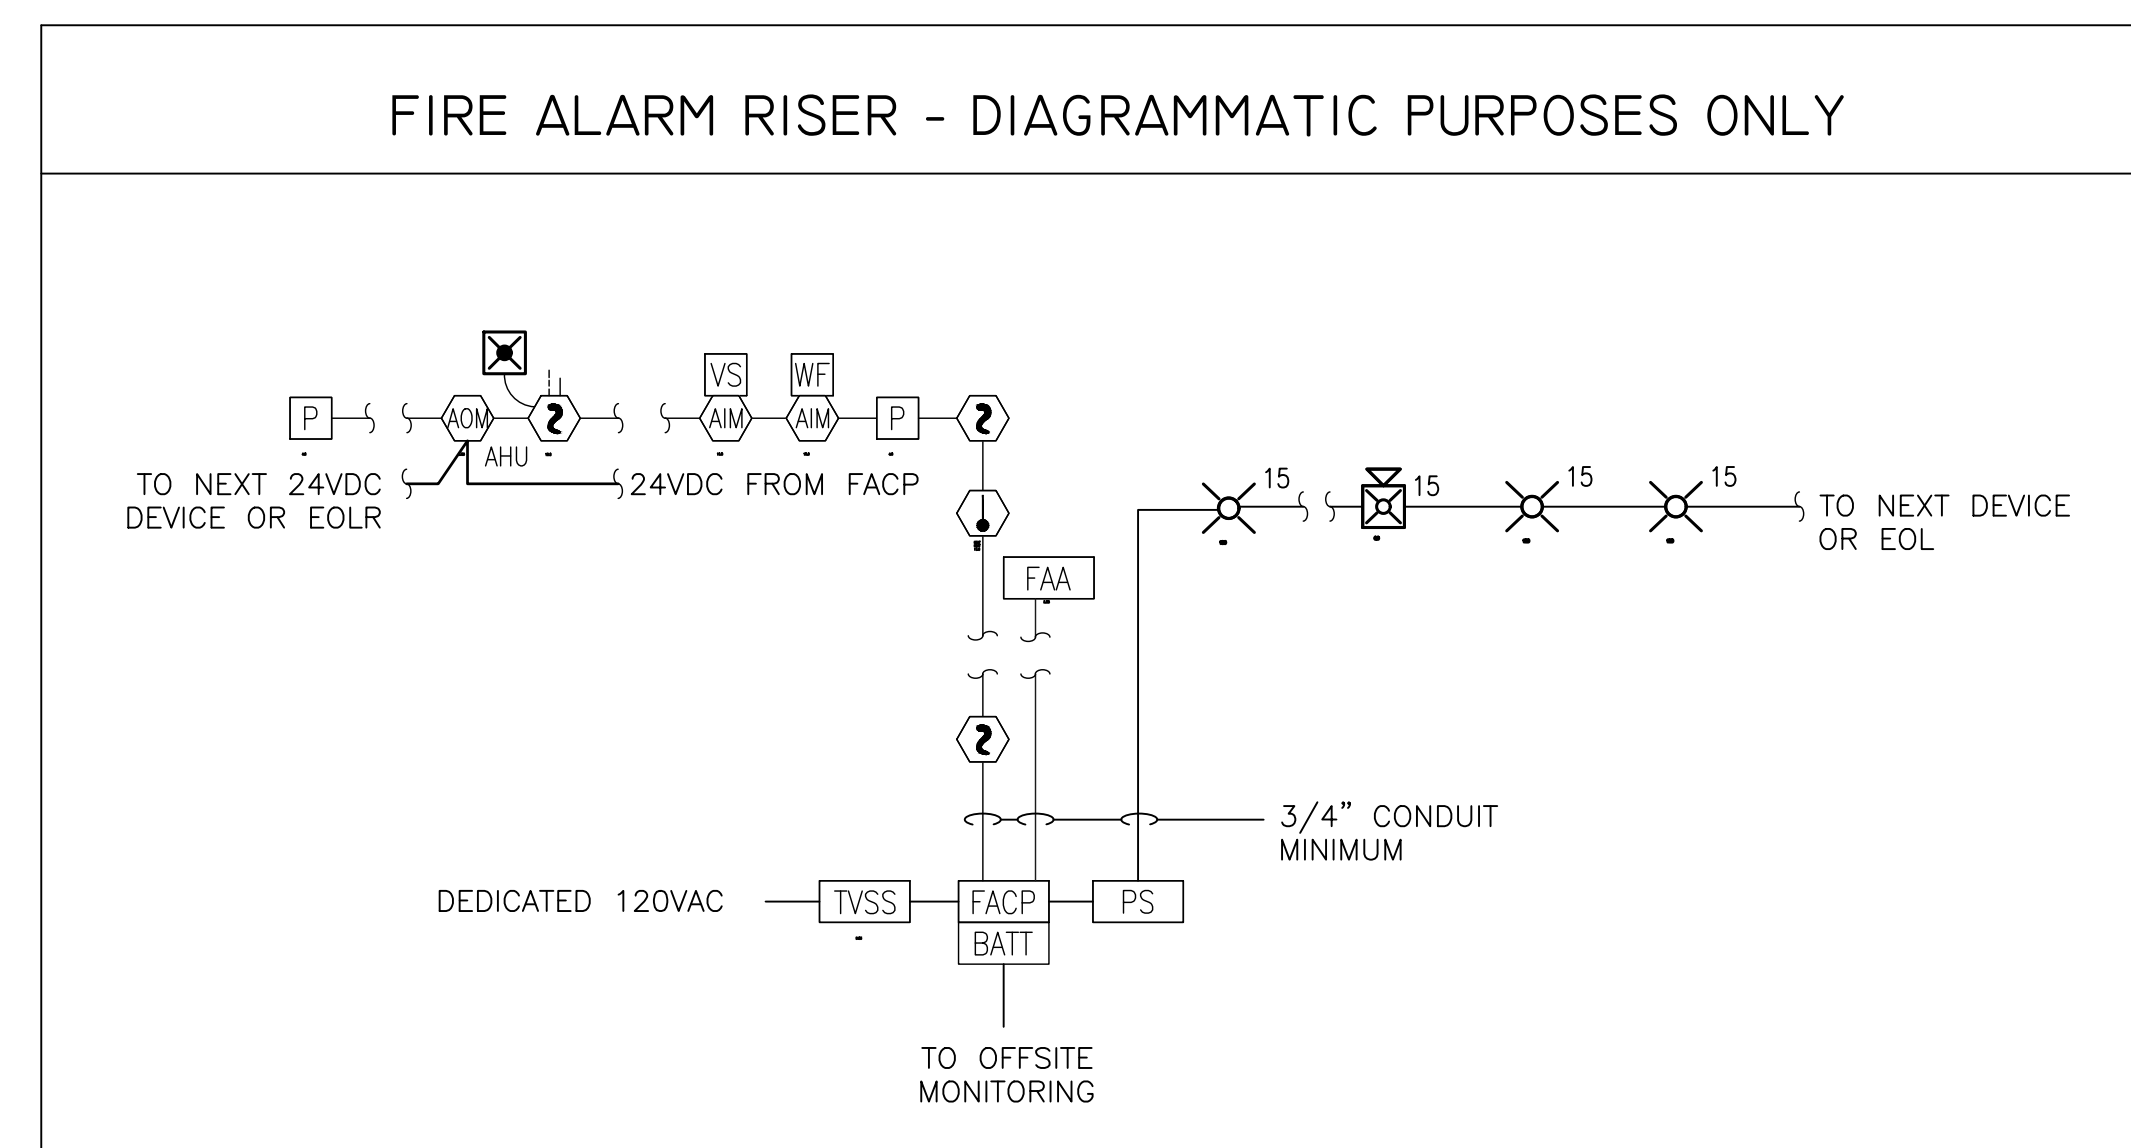 FIRE ALARM RISER - DIAGRAMMATIC PURPOSES ONLY
VS
WF
P
AOM
AIM
AIM
P
AHU
TO NEXT 24VDC
DEVICE OR EOLR
24VDC FROM FACP
15
15
15
15
TO NEXT DEVICE
OR EOL
FAA
3/4" CONDUIT
MINIMUM
DEDICATED 120VAC
TVSS
FACP
PS
BATT
TO OFFSITE
MONITORING